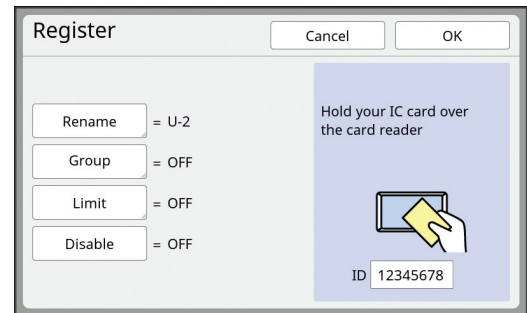 Register
Cancel
OK
Rename = U-2
Group = OFF
Limit = OFF
Disable = OFF
Hold your IC card over
the card reader
ID 12345678